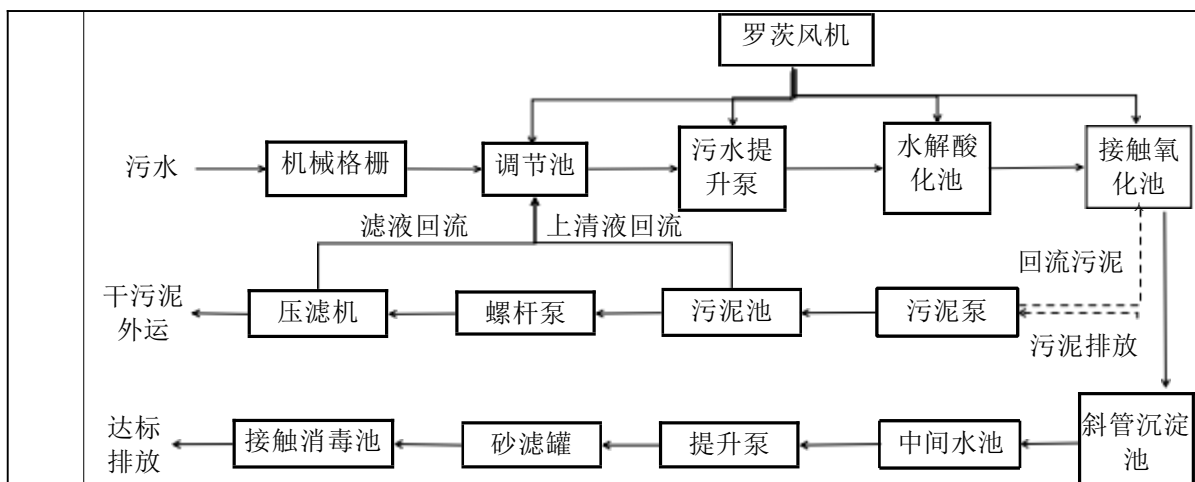 罗茨风机
污水
机械格栅
调节池
污水提
升泵
水解酸
化池
接触氧
化池
滤液回流
上清液回流
回流污泥
干污泥
外运
压滤机
螺杆泵
污泥池
污泥泵
污泥排放
达标
排放
接触消毒池
砂滤罐
提升泵
中间水池
斜管沉淀
池